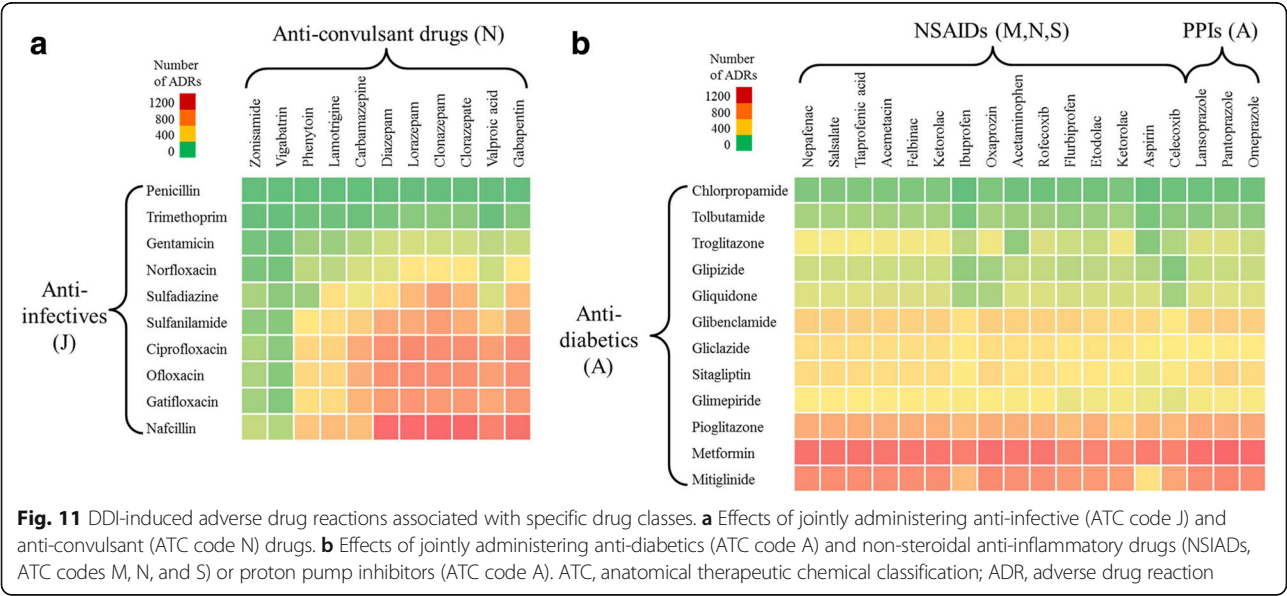 a
Anti-convulsant drugs (N)
Number
of ADRs
1200
800
400
0
Zonisamide
Vigabatrin
Phenytoin
Lamotrigine
Carbamazepine
Diazepam
Lorazepam
Clonazepam
Clorazepate
Valproic acid
Gabapentin
Anti-
infectives
(J)
Penicillin
Trimethoprim
Gentamicin
Norfloxacin
Sulfadiazine
Sulfanilamide
Ciprofloxacin
Ofloxacin
Gatifloxacin
Nafcillin
b
NSAIDs (M,N,S)
PPIs (A)
Number
of ADRs
1200
800
400
0
Nepafenac
Salsalate
Tiaprofenic acid
Acemetacin
Felbinac
Ketorolac
Ibuprofen
Oxaprozin
Acetaminophen
Rofecoxib
Flurbiprofen
Etodolac
Ketorolac
Aspirin
Celecoxib
Lansoprazole
Pantoprazole
Omeprazole
Anti-
diabetics
(A)
Chlorpropamide
Tolbutamide
Troglitazone
Glipizide
Gliquidone
Glibenclamide
Gliclazide
Sitagliptin
Glimepiride
Pioglitazone
Metformin
Mitiglinide
Fig. 11 DDI-induced adverse drug reactions associated with specific drug classes. a Effects of jointly administering anti-infective (ATC code J) and
anti-convulsant (ATC code N) drugs. b Effects of jointly administering anti-diabetics (ATC code A) and non-steroidal anti-inflammatory drugs (NSIADs,
ATC codes M, N, and S) or proton pump inhibitors (ATC code A). ATC, anatomical therapeutic chemical classification; ADR, adverse drug reaction